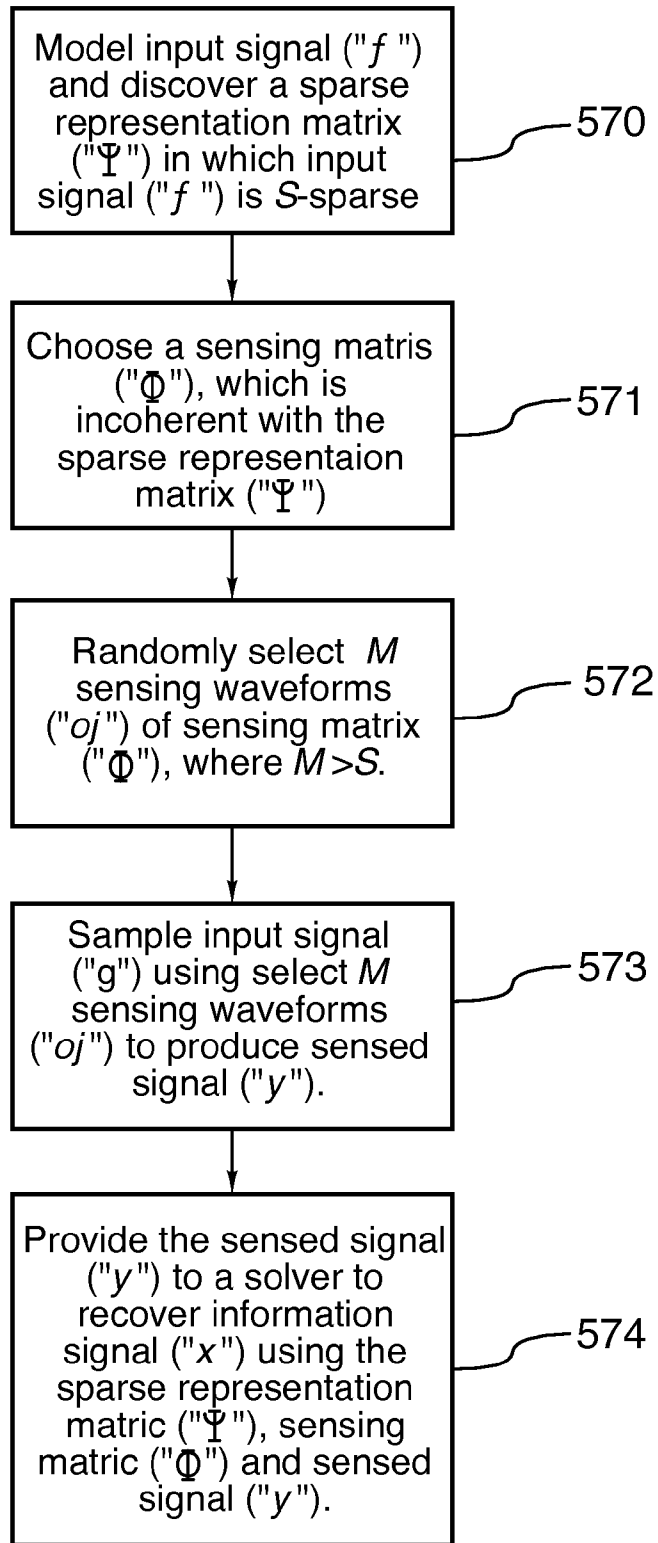 Model input signal ("f ")
and discover a sparse
representation matrix
("Ψ") in which input
signal ("f ") is S-sparse
570
Choose a sensing matris
("Φ"), which is
incoherent with the
sparse representaion
matrix ("Ψ")
571
Randomly select M
sensing waveforms
("oj") of sensing matrix
("Φ"), where M >S.
572
Sample input signal
("g") using select M
sensing waveforms
("oj") to produce sensed
signal ("y").
573
Provide the sensed signal
("y") to a solver to
recover information
signal ("x") using the
sparse representation
matric ("Ψ"), sensing
matric ("Φ") and sensed
signal ("y").
574